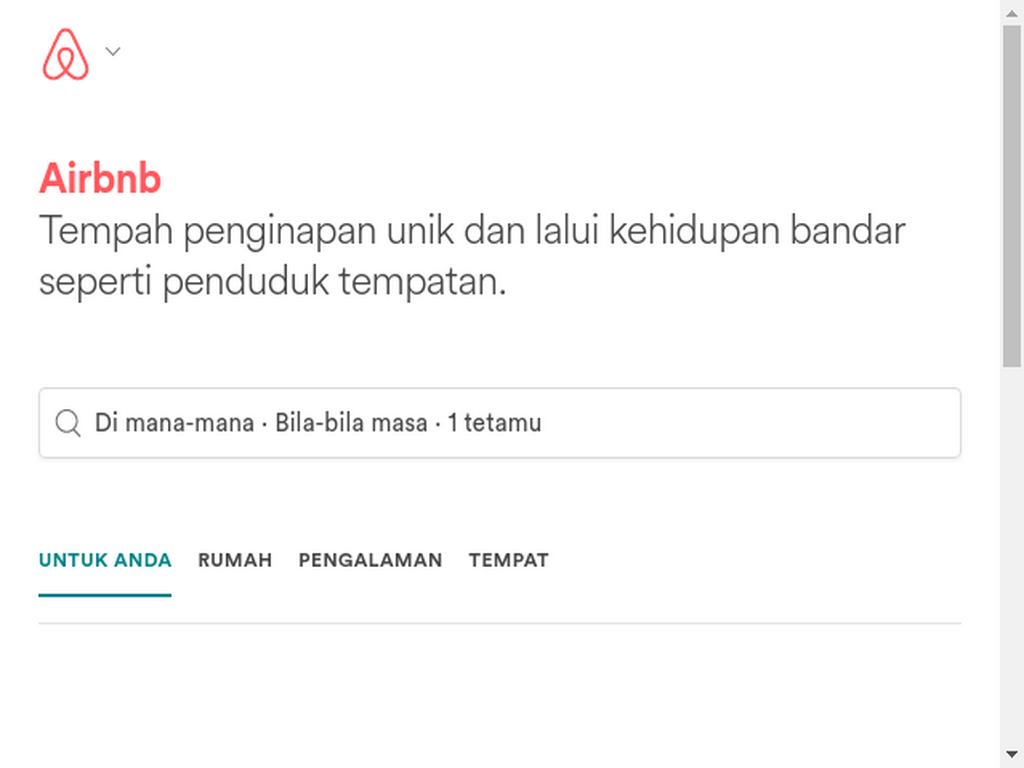 Airbnb
Tempah penginapan unik dan lalui kehidupan bandar
seperti penduduk tempatan.
Di mana-mana · Bila-bila masa · 1 tetamu
UNTUK ANDA RUMAH PENGALAMAN TEMPAT